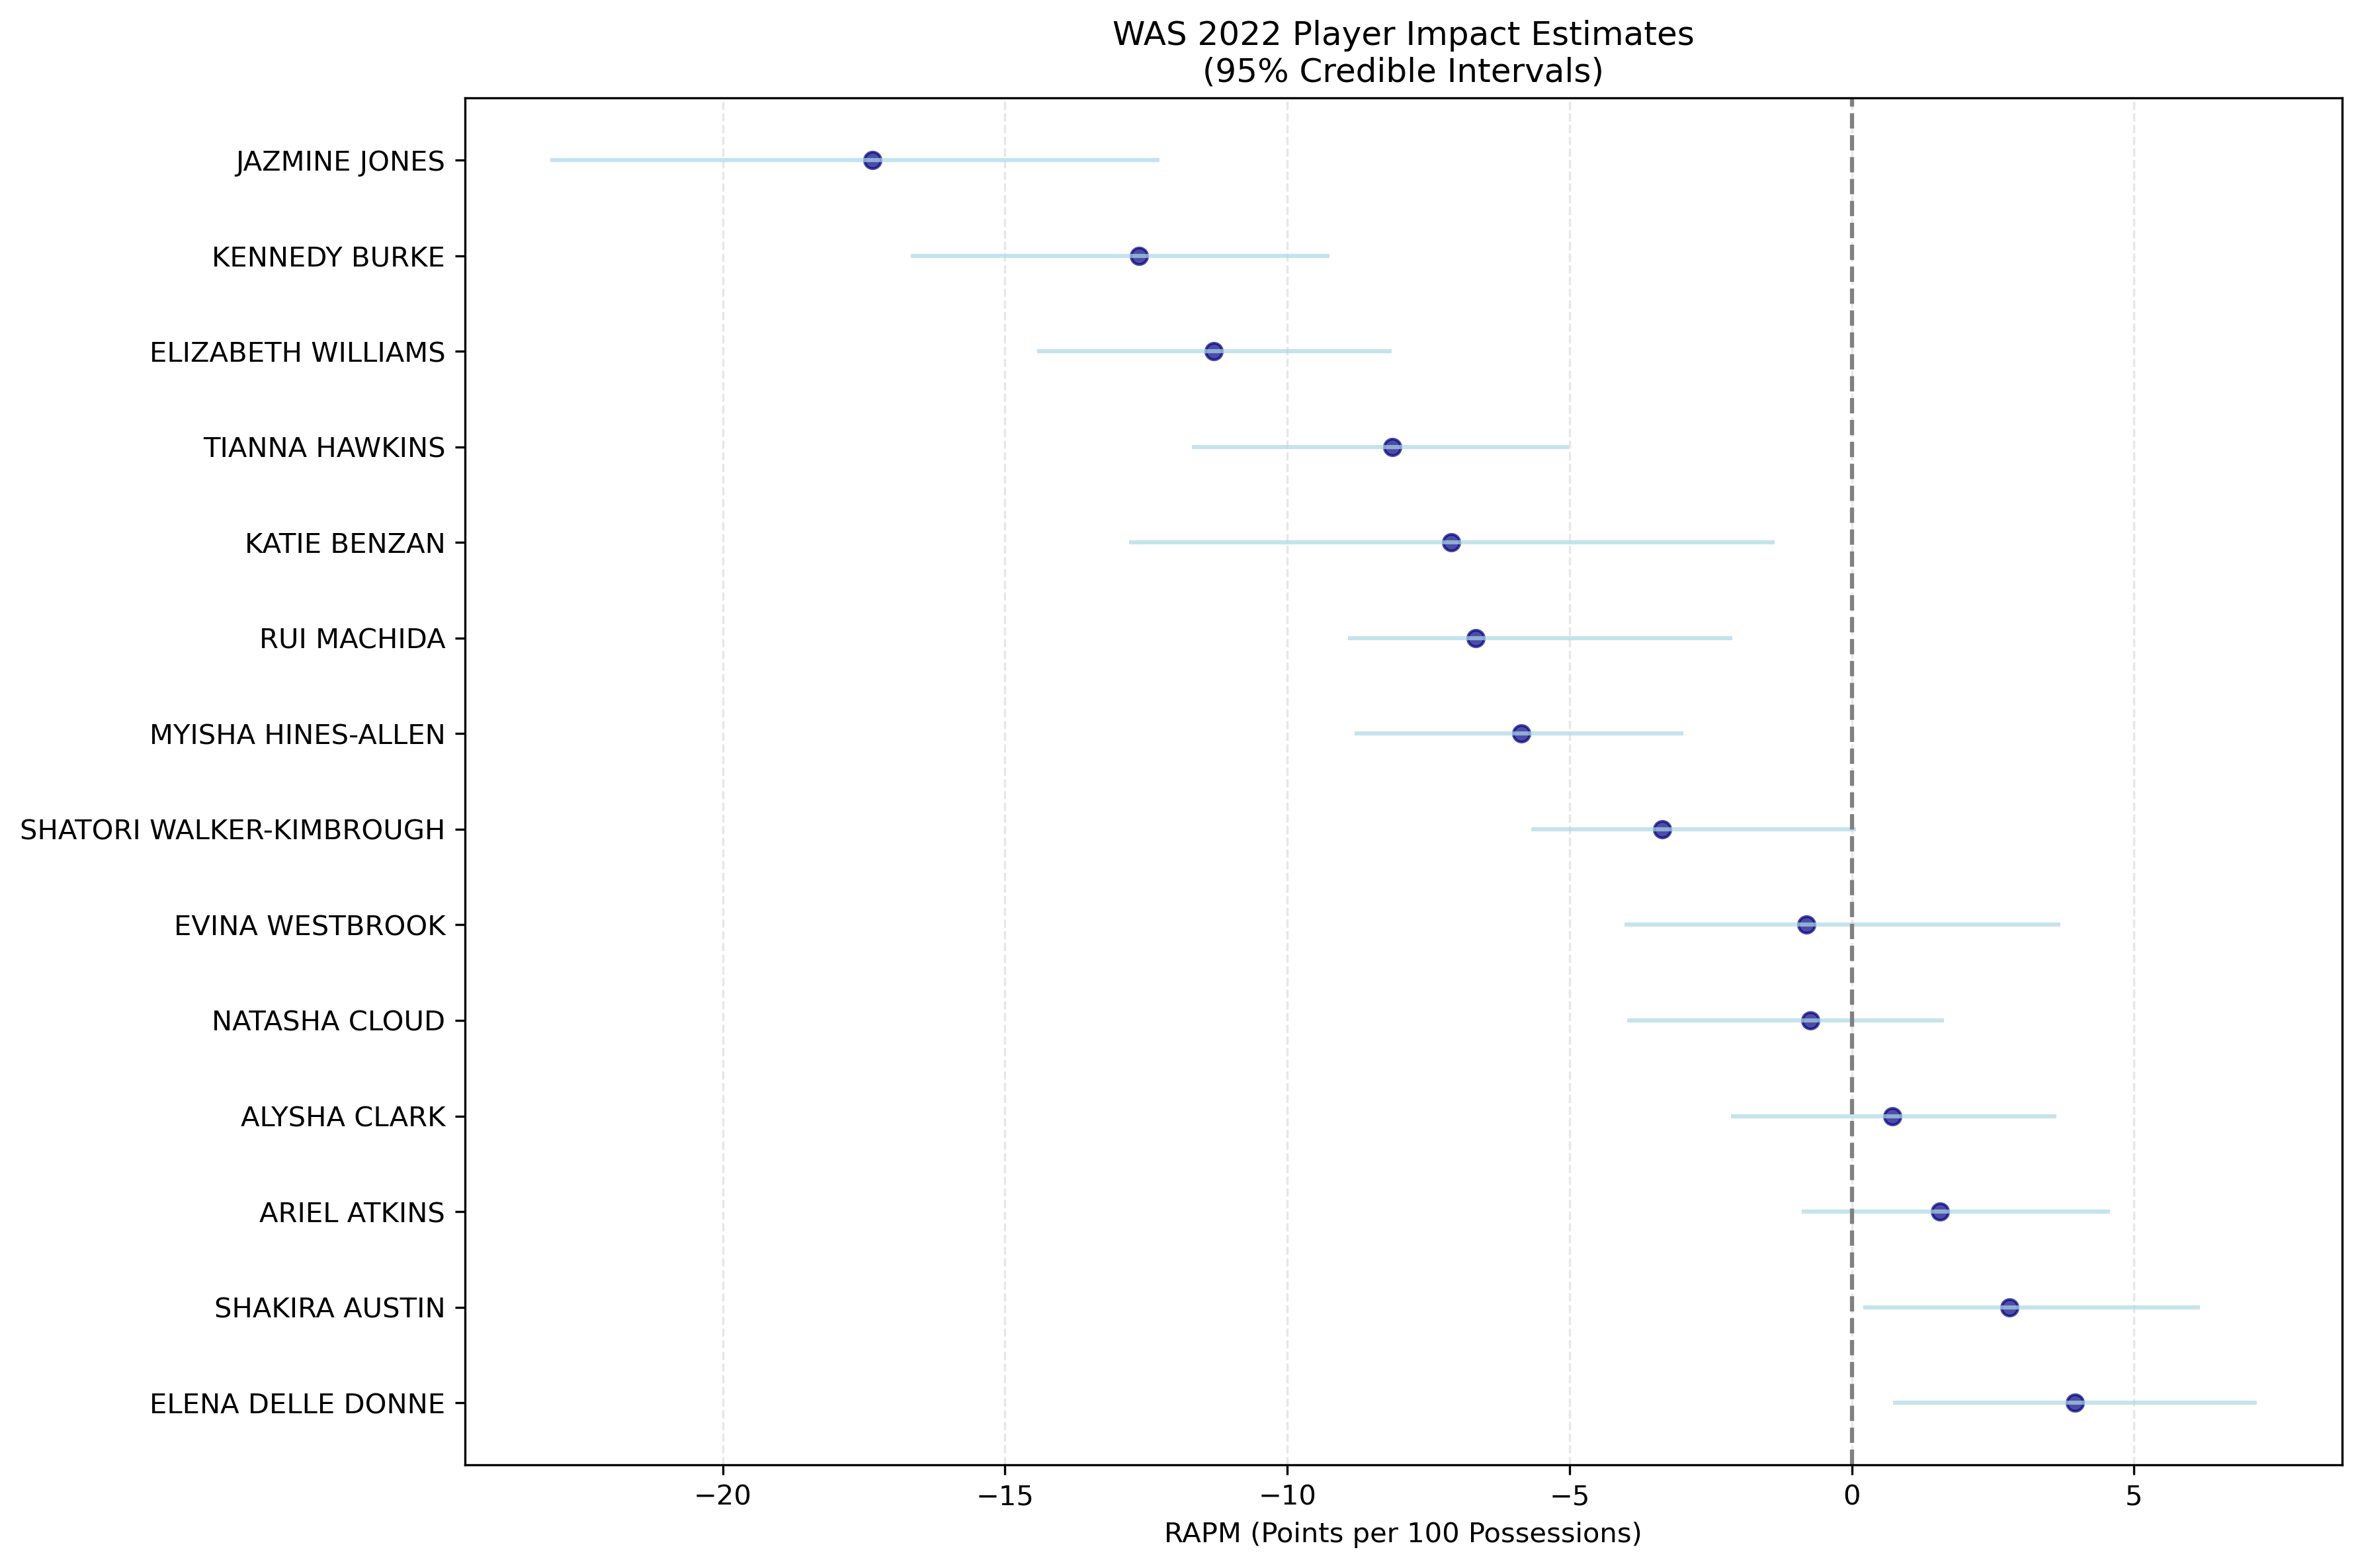 WAS 2022 Player Impact Estimates
(95% Credible Intervals)
JAZMINE JONES
KENNEDY BURKE
ELIZABETH WILLIAMS
TIANNA HAWKINS
KATIE BENZAN
RUI MACHIDA
MYISHA HINES-ALLEN
SHATORI WALKER-KIMBROUGH
EVINA WESTBROOK
NATASHA CLOUD
ALYSHA CLARK
ARIEL ATKINS
SHAKIRA AUSTIN
ELENA DELLE DONNE
−20 −15 −10 −5 0 5
RAPM (Points per 100 Possessions)